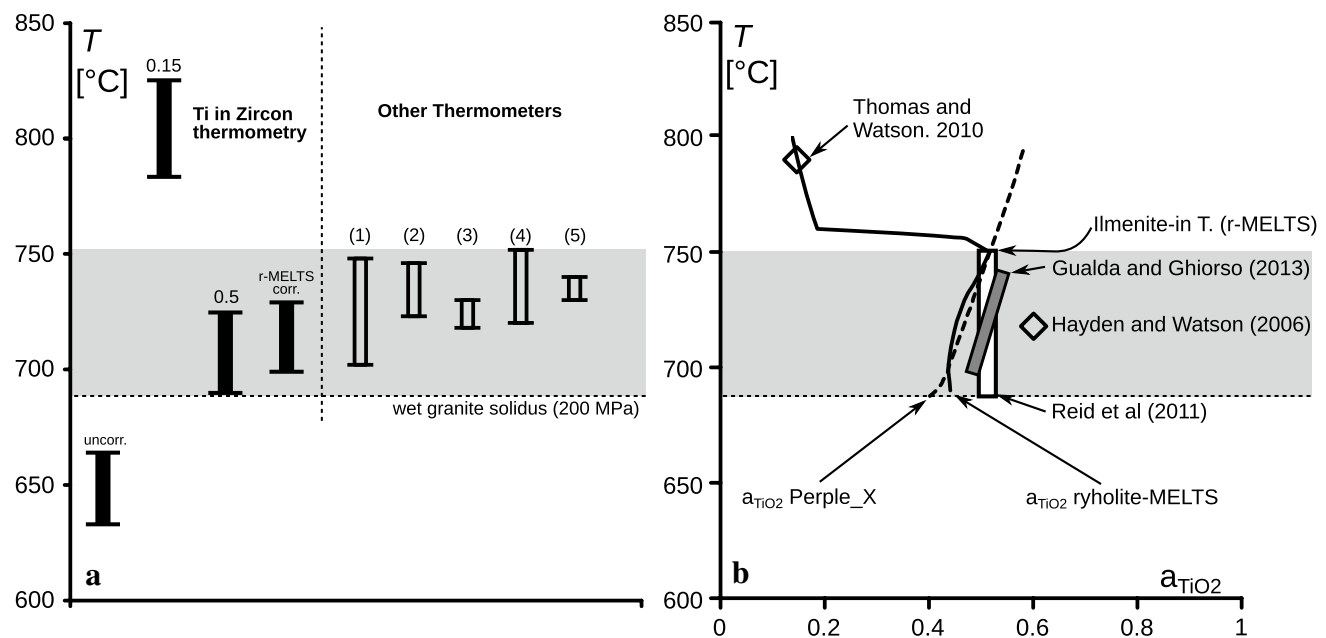 850
T
[°C]
0.15
Ti in Zircon
thermometry
Other Thermometers
800
750
(1)
(2)
(3)
(4)
(5)
r-MELTS
corr.
0.5
700
wet granite solidus (200 MPa)
uncorr.
650
a
600
850
T
[°C]
Thomas and
Watson. 2010
800
Ilmenite-in T. (r-MELTS)
750
Gualda and Ghiorso (2013)
Hayden and Watson (2006)
700
Reid et al (2011)
650
aTiO2 Perple_X
aTiO2 ryholite-MELTS
b
aTiO2
600
0
0.2
0.4
0.6
0.8
1